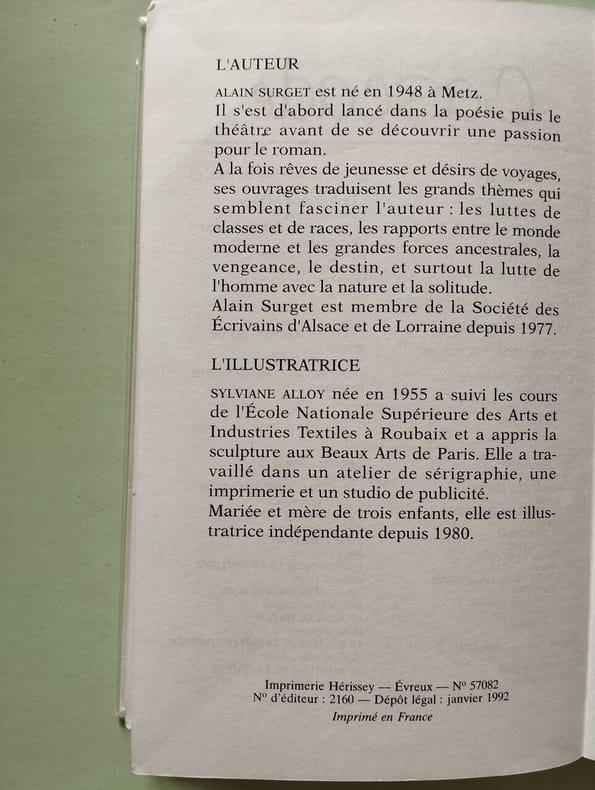 L'AUTEUR
ALAIN SURGET est né en 1948 à Metz.
Il s'est d'abord lancé dans la poésie puis le
théâtre avant de se découvrir une passion
pour le roman.
A la fois rêves de jeunesse et désirs de voyages,
ses ouvrages traduisent les grands thèmes qui
semblent fasciner l'auteur : les luttes de
classes et de races, les rapports entre le monde
moderne et les grandes forces ancestrales, la
vengeance, le destin, et surtout la lutte de
l'homme avec la nature et la solitude.
Alain Surget est membre de la Société des
Écrivains d'Alsace et de Lorraine depuis 1977.
L'ILLUSTRATRICE
SYLVIANE ALLOY née en 1955 a suivi les cours
de l'École Nationale Supérieure des Arts et
Industries Textiles à Roubaix et a appris la
sculpture aux Beaux Arts de Paris. Elle a tra-
vaillé dans un atelier de sérigraphie, une
imprimerie et un studio de publicité.
Mariée et mère de trois enfants, elle est illus-
tratrice indépendante depuis 1980.
Imprimerie Hérissey — Évreux — Nº 57082
Nº d'éditeur : 2160 — Dépôt légal : janvier 1992
Imprimé en France